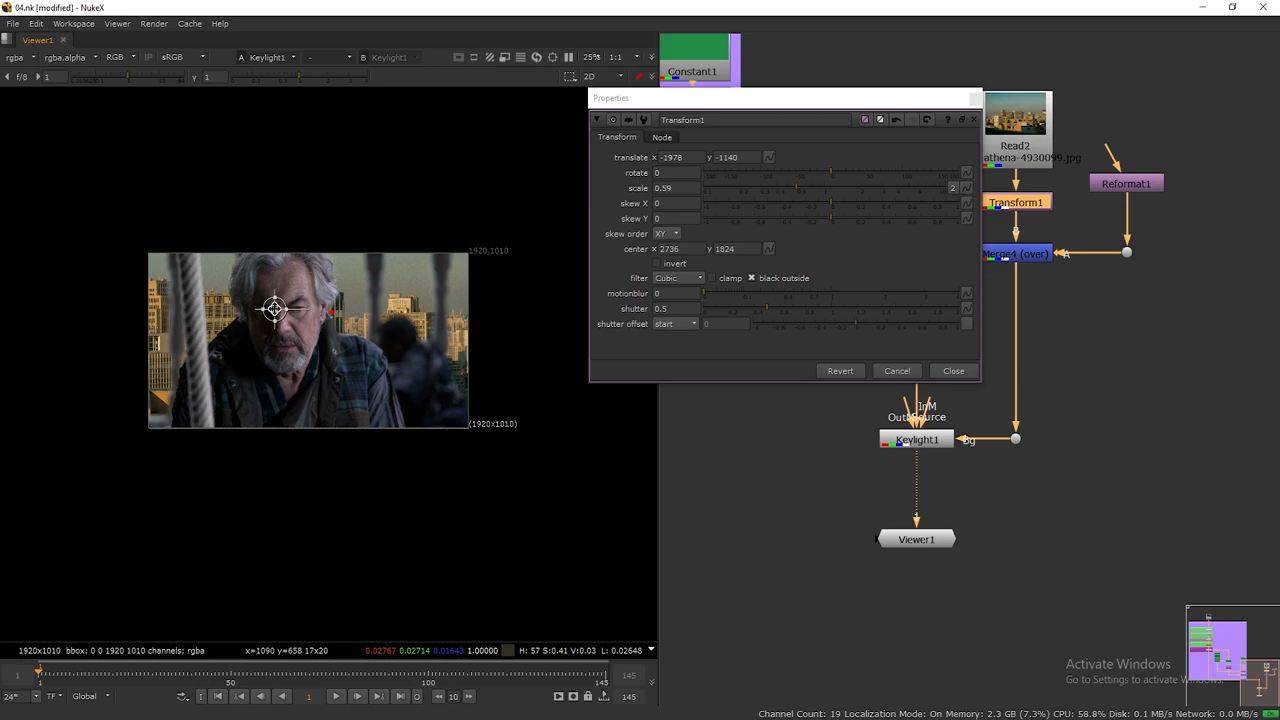 04.nk [modified] - NukeX
File Edit Workspace Viewer Render Cache Help
Viewer1
rgba rgba.alpha RGB IP sRGB A Keylight1 - B Keylight1 25% 1:1
f/8 1 γ 1 2D
Constant1
Properties
Transform1
Transform Node
translate x -1978 y -1140
rotate 0
scale 0.59 2
skew X 0
skew Y 0
skew order XY
center x 2736 y 1824
invert
filter Cubic clamp black outside
motionblur 0
shutter 0.5
shutter offset start 0
Revert Cancel Close
Read2
athena-4930099.jpg
Transform1
Reformat1
Merge4 (over) A
B
1920,1010
(1920x1010)
InM
Source
Keylight1
Bg
Viewer1
1920x1010 bbox: 0 0 1920 1010 channels: rgba x=1090 y=658 17x20 0.02767 0.02714 0.01643 1.00000 H: 57 S:0.41 V:0.03 L: 0.02648
1 1 50 100 145 145
24* TF Global 1 10 145
Activate Windows
Go to Settings to activate Windows.
Channel Count: 19 Localization Mode: On Memory: 2.3 GB (7.3%) CPU: 58.8% Disk: 0.1 MB/s Network: 0.0 MB/s